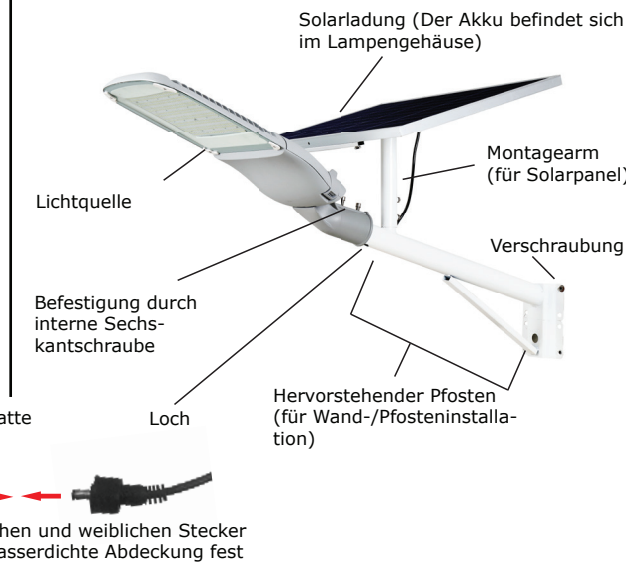 Solarladung (Der Akku befindet sich
im Lampengehäuse)
Montagearm
(für Solarpanel)
Lichtquelle
Verschraubung
Befestigung durch
interne Sechs-
kantschraube
Hervorstehender Pfosten
(für Wand-/Pfosteninstalla-
tion)
atte
Loch
hen und weiblichen Stecker
asserdichte Abdeckung fest